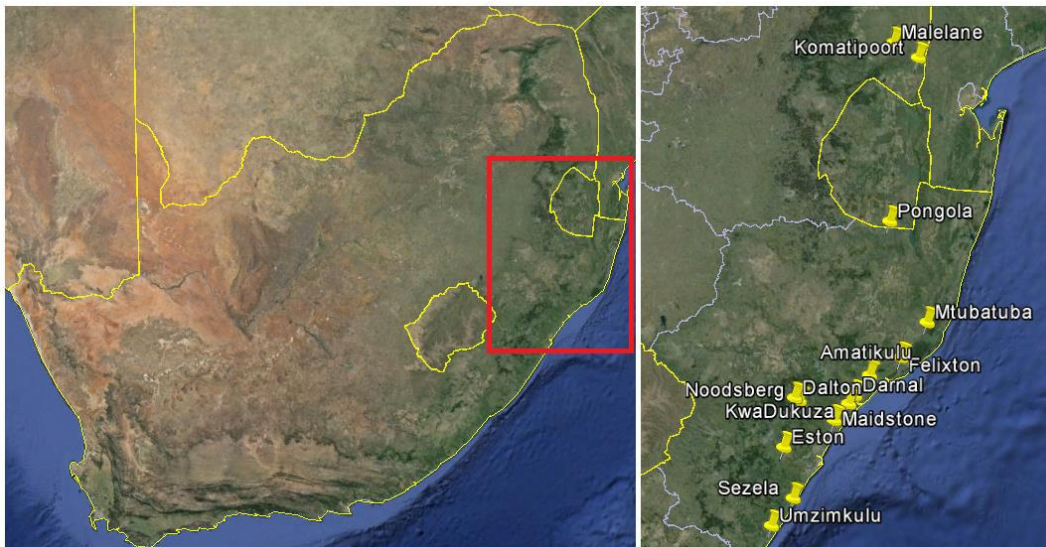 Malelane
Komatipoort
Pongola
Mtubatuba
Amatikulu
Felixton
Noodsberg
Dalton
Darnal
KwaDukuza
Maidstone
Eston
Sezela
Umzimkulu